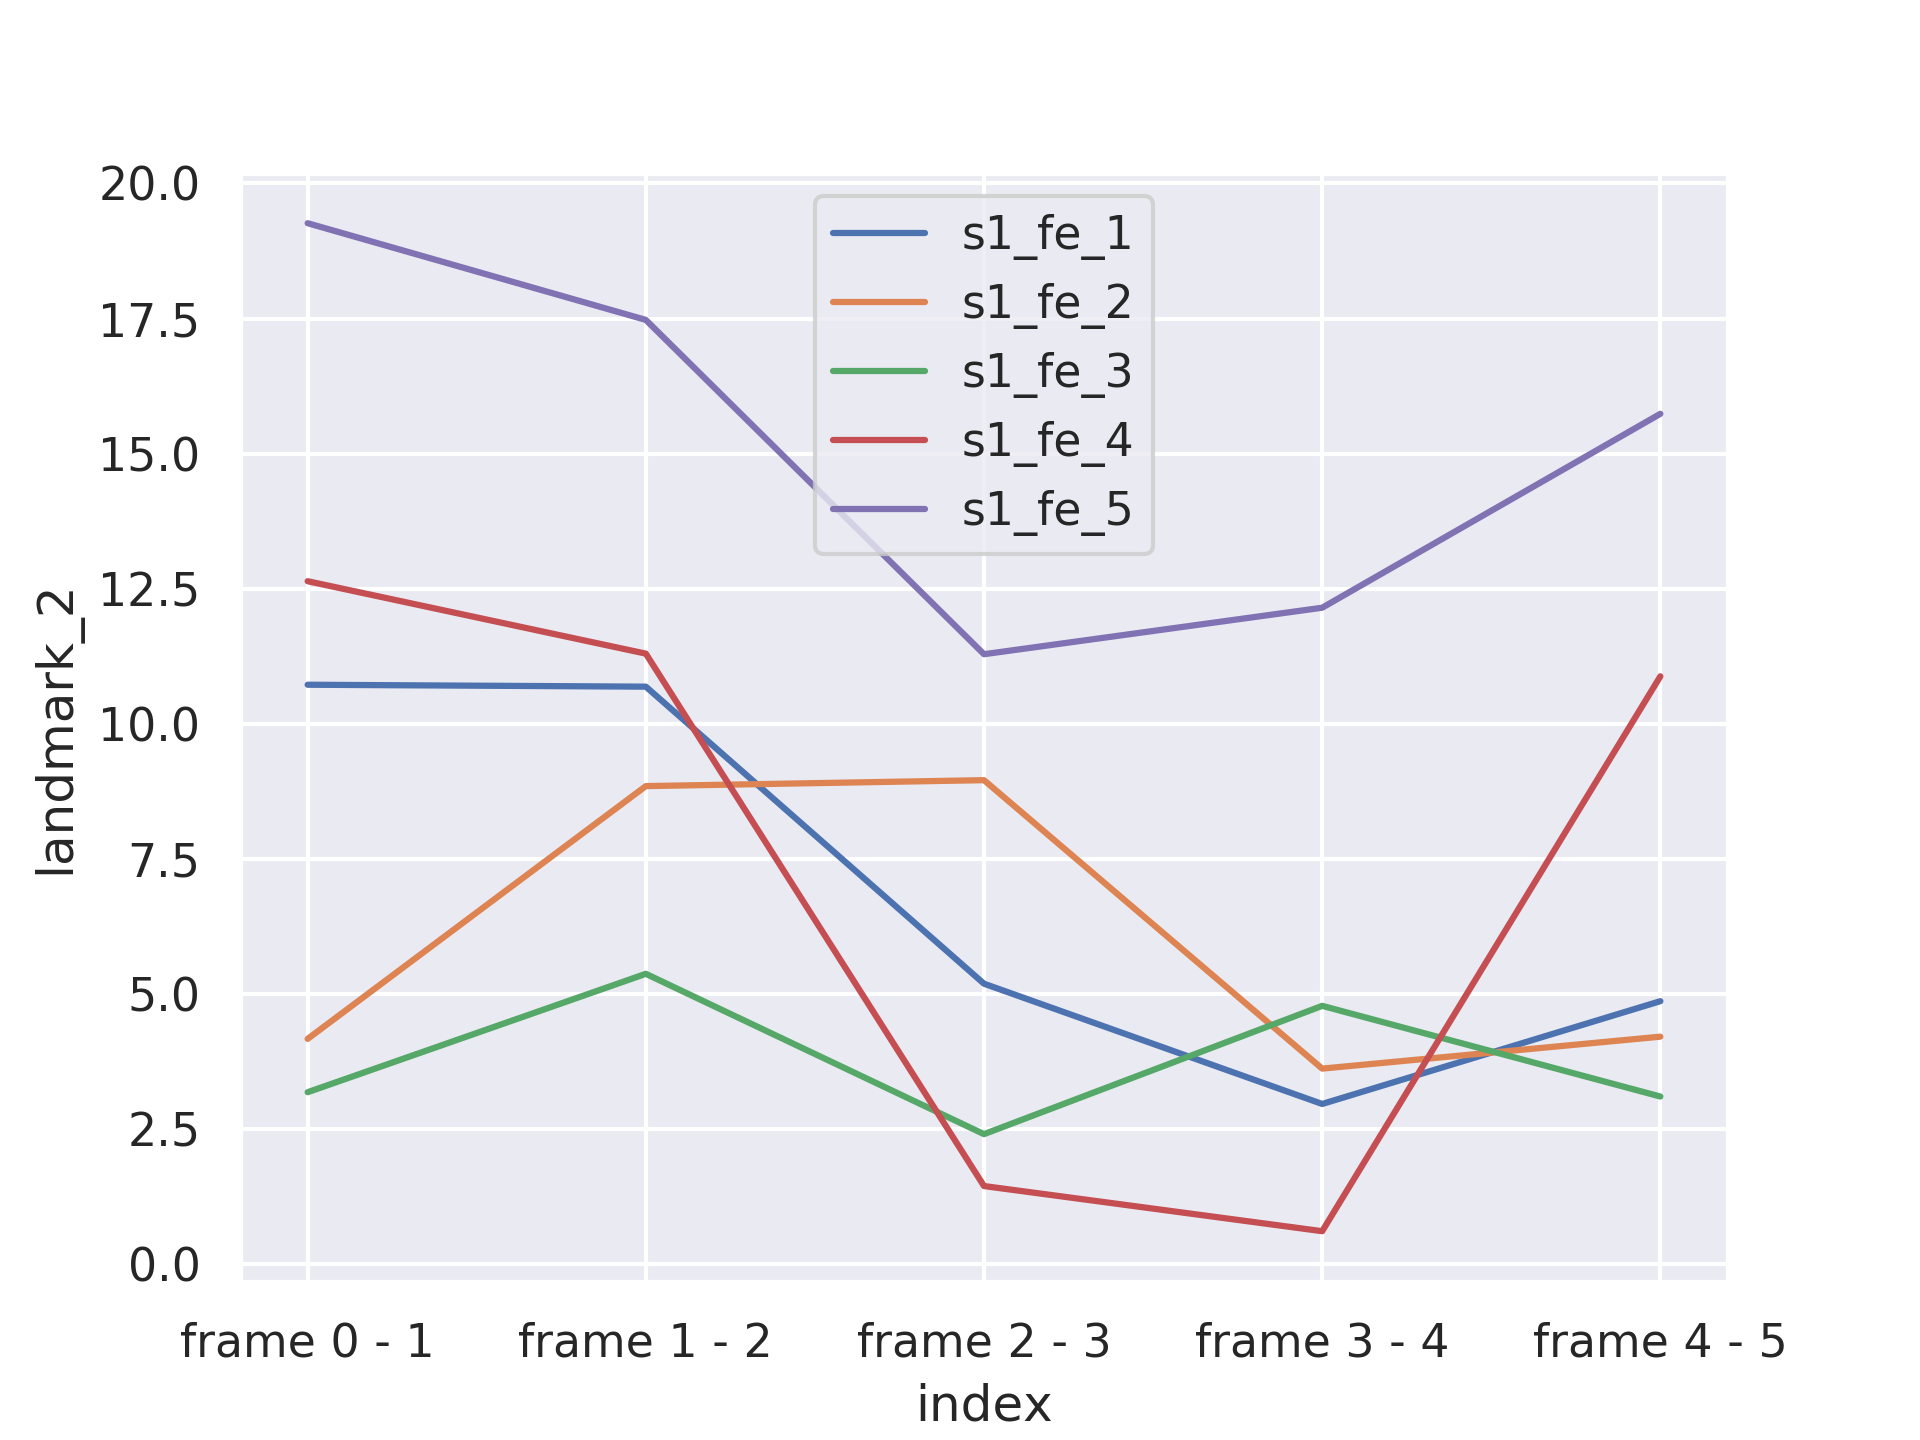 20.0
17.5
15.0
12.5
10.0
7.5
5.0
2.5
0.0
landmark_2
s1_fe_1
s1_fe_2
s1_fe_3
s1_fe_4
s1_fe_5
frame 0 - 1 frame 1 - 2 frame 2 - 3 frame 3 - 4 frame 4 - 5
index